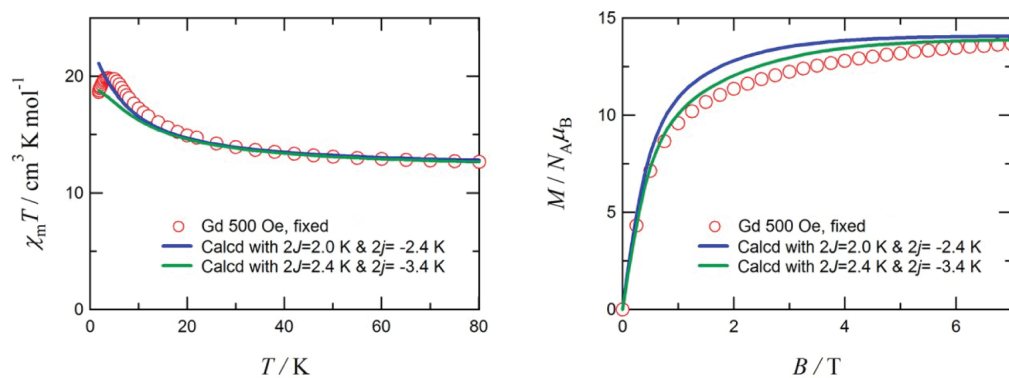 χmT / cm³ K mol⁻¹
20
10
0
Gd 500 Oe, fixed
Calcd with 2J=2.0 K & 2j= -2.4 K
Calcd with 2J=2.4 K & 2j= -3.4 K
0 20 40 60 80
T / K
M / NAμB
15
10
5
0
Gd 500 Oe, fixed
Calcd with 2J=2.0 K & 2j= -2.4 K
Calcd with 2J=2.4 K & 2j= -3.4 K
0 2 4 6
B / T